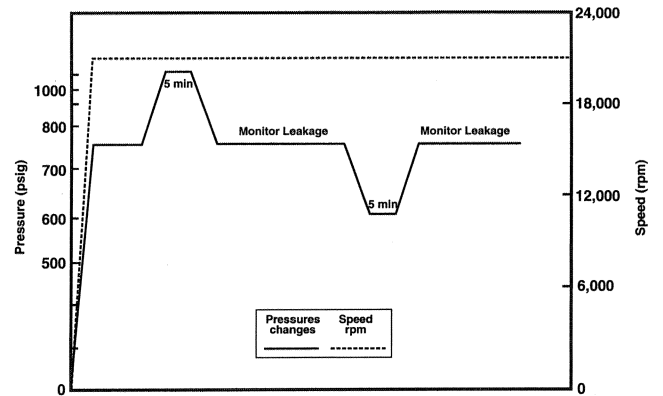 24,000
1000
5 min
18,000
800
Monitor Leakage
Monitor Leakage
700
Pressure (psig)
12,000
Speed (rpm)
600
5 min
500
6,000
Pressures changes
Speed rpm
0
0